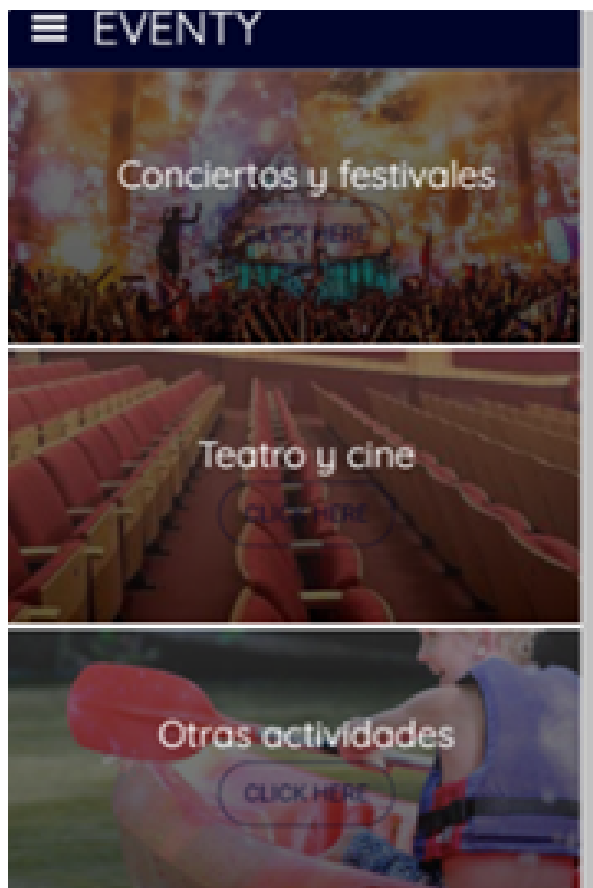 EVENTY
Conciertos y festivales
CLICK HERE
Teatro y cine
CLICK HERE
Otras actividades
CLICK HERE